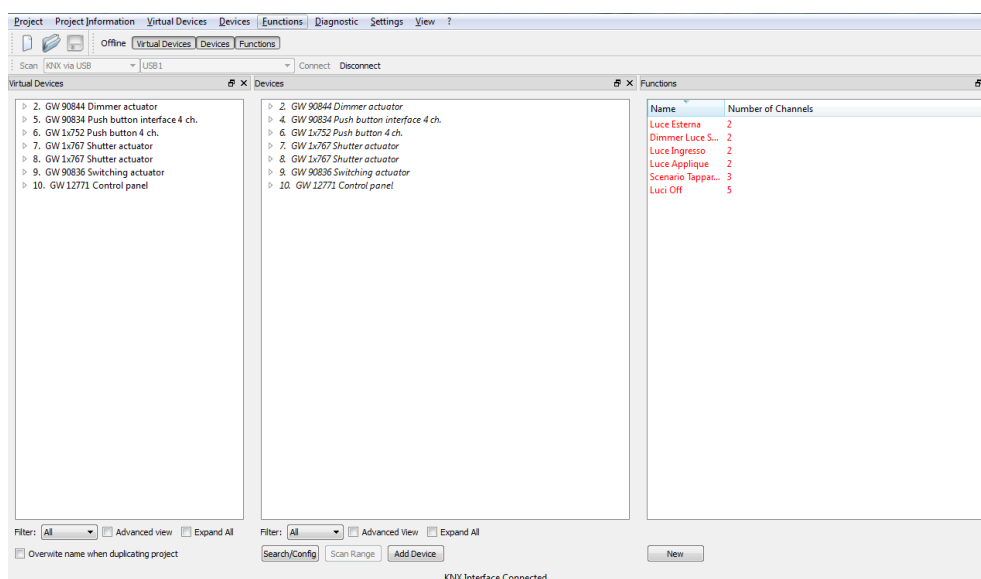 Project Project Information Virtual Devices Devices Functions Diagnostic Settings View ?
Offline Virtual Devices Devices Functions
Scan KNX via USB USB1 Connect Disconnect
Virtual Devices Devices Functions
2. GW 90844 Dimmer actuator
5. GW 90834 Push button interface 4 ch.
6. GW 1x752 Push button 4 ch.
7. GW 1x767 Shutter actuator
8. GW 1x767 Shutter actuator
9. GW 90836 Switching actuator
10. GW 12771 Control panel
2. GW 90844 Dimmer actuator
4. GW 90834 Push button interface 4 ch.
6. GW 1x752 Push button 4 ch.
7. GW 1x767 Shutter actuator
8. GW 1x767 Shutter actuator
9. GW 90836 Switching actuator
10. GW 12771 Control panel
Name Number of Channels
Luce Esterna 2
Dimmer Luce S... 2
Luce Ingresso 2
Luce Applique 2
Scenario Tappar... 3
Luci Off 5
Filter: All Advanced view Expand All
Filter: All Advanced View Expand All
Overwite name when duplicating project
Search/Config Scan Range Add Device
New
KNX Interface Connected